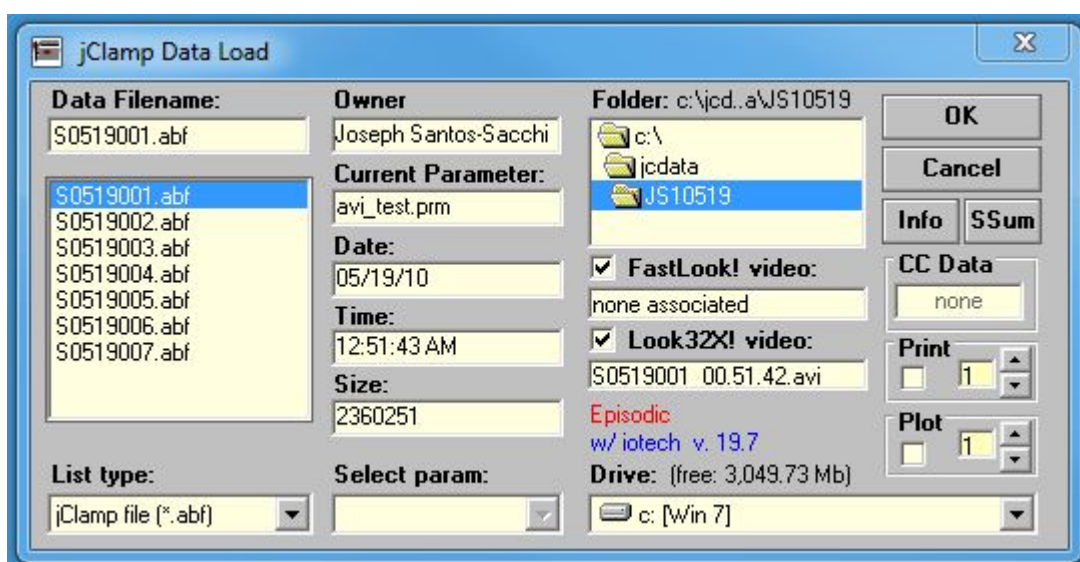 jClamp Data Load
Data Filename:
S0519001.abf
S0519001.abf
S0519002.abf
S0519003.abf
S0519004.abf
S0519005.abf
S0519006.abf
S0519007.abf
List type:
jClamp file (*.abf)
Owner
Joseph Santos-Sacchi
Current Parameter:
avi_test.prm
Date:
05/19/10
Time:
12:51:43 AM
Size:
2360251
Select param:
Folder: c:\jcd..a\JS10519
c:\
jcdata
JS10519
FastLook! video:
none associated
Look32X! video:
S0519001 00.51.42.avi
Episodic
w/ iotech v. 19.7
Drive: (free: 3,049.73 Mb)
c: [Win 7]
OK
Cancel
Info SSum
CC Data
none
Print
1
Plot
1